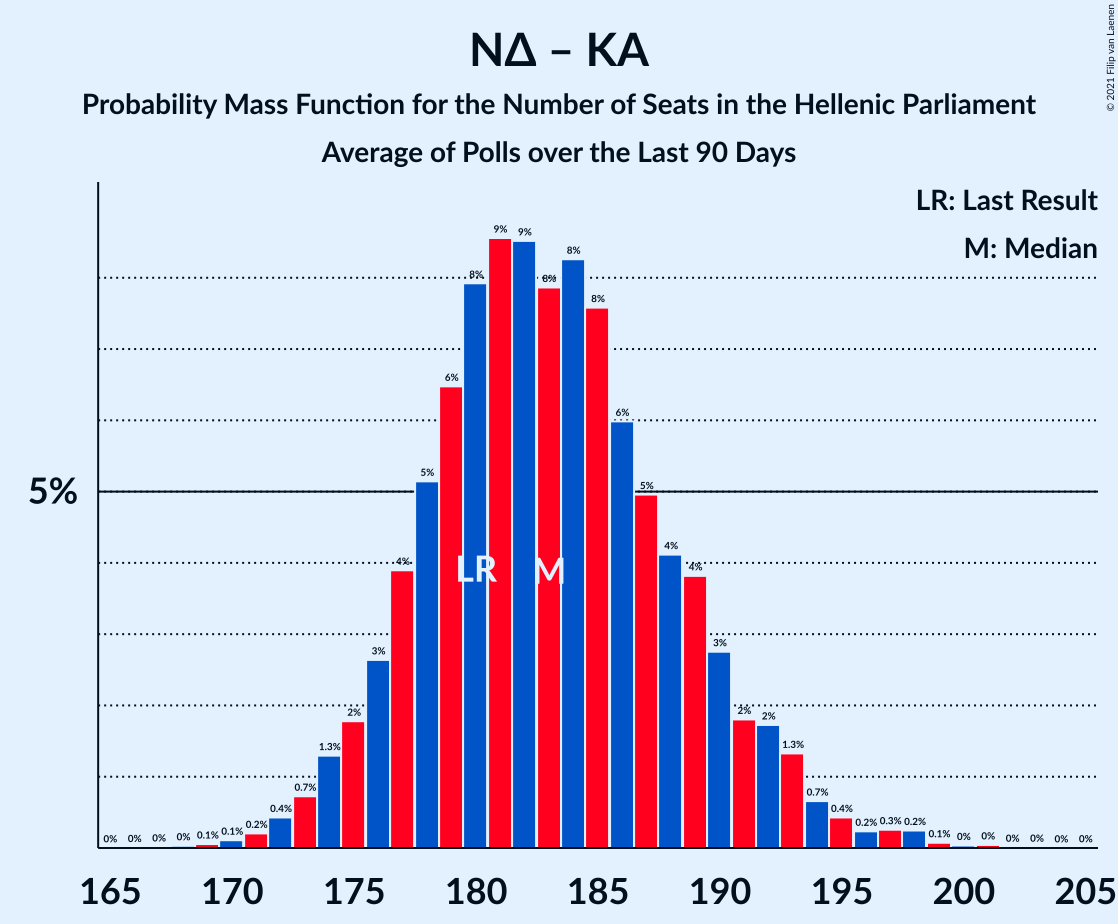 NΔ – KA
Probability Mass Function for the Number of Seats in the Hellenic Parliament
Average of Polls over the Last 90 Days
© 2021 Filip van Laenen
LR: Last Result
M: Median
5%
0% 0% 0% 0% 0.1% 0.1% 0.2% 0.4% 0.7% 1.3% 2% 3% 4% 5% 6% 8% 9% 9% 8% 8% 8% 6% 5% 4% 4% 3% 2% 2% 1.3% 0.7% 0.4% 0.2% 0.3% 0.2% 0.1% 0% 0% 0% 0% 0% 0%
LR M
165 170 175 180 185 190 195 200 205